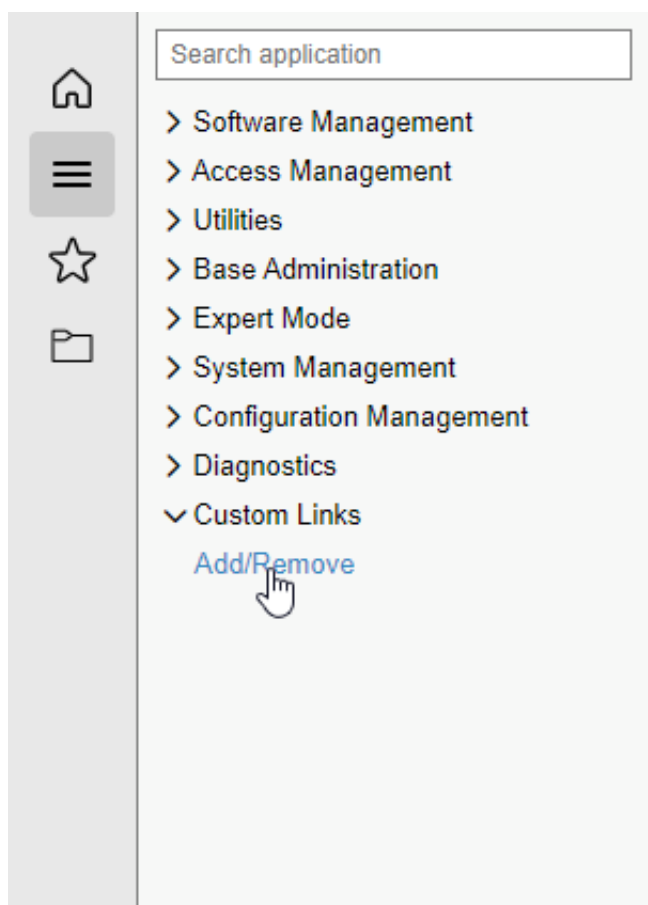 Search application
Software Management
Access Management
Utilities
Base Administration
Expert Mode
System Management
Configuration Management
Diagnostics
Custom Links
Add/Remove